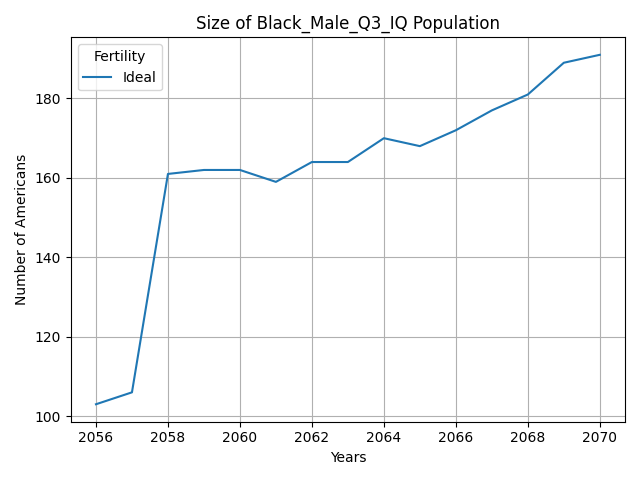 Size of Black_Male_Q3_IQ Population
Fertility
Ideal
Number of Americans
180
160
140
120
100
2056 2058 2060 2062 2064 2066 2068 2070
Years